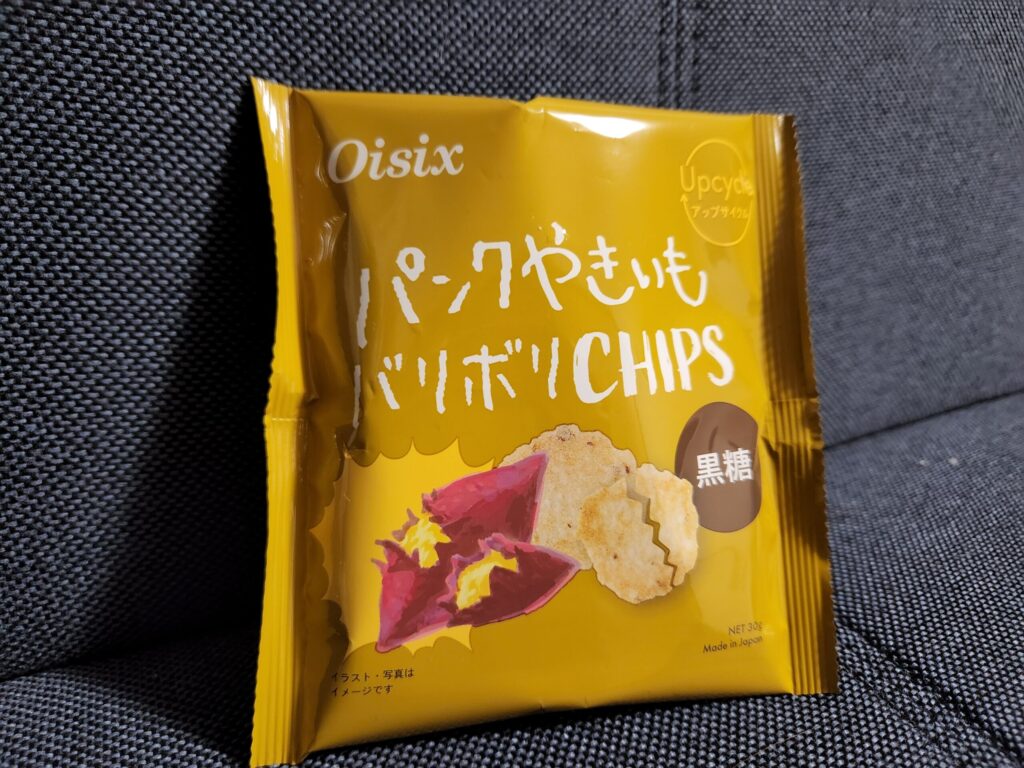 Oisix
Upcycle
アップサイクル
パンクやきいも
バリボリCHIPS
黒糖
NET 30g
Made in Japan
イラスト・写真は
イメージです